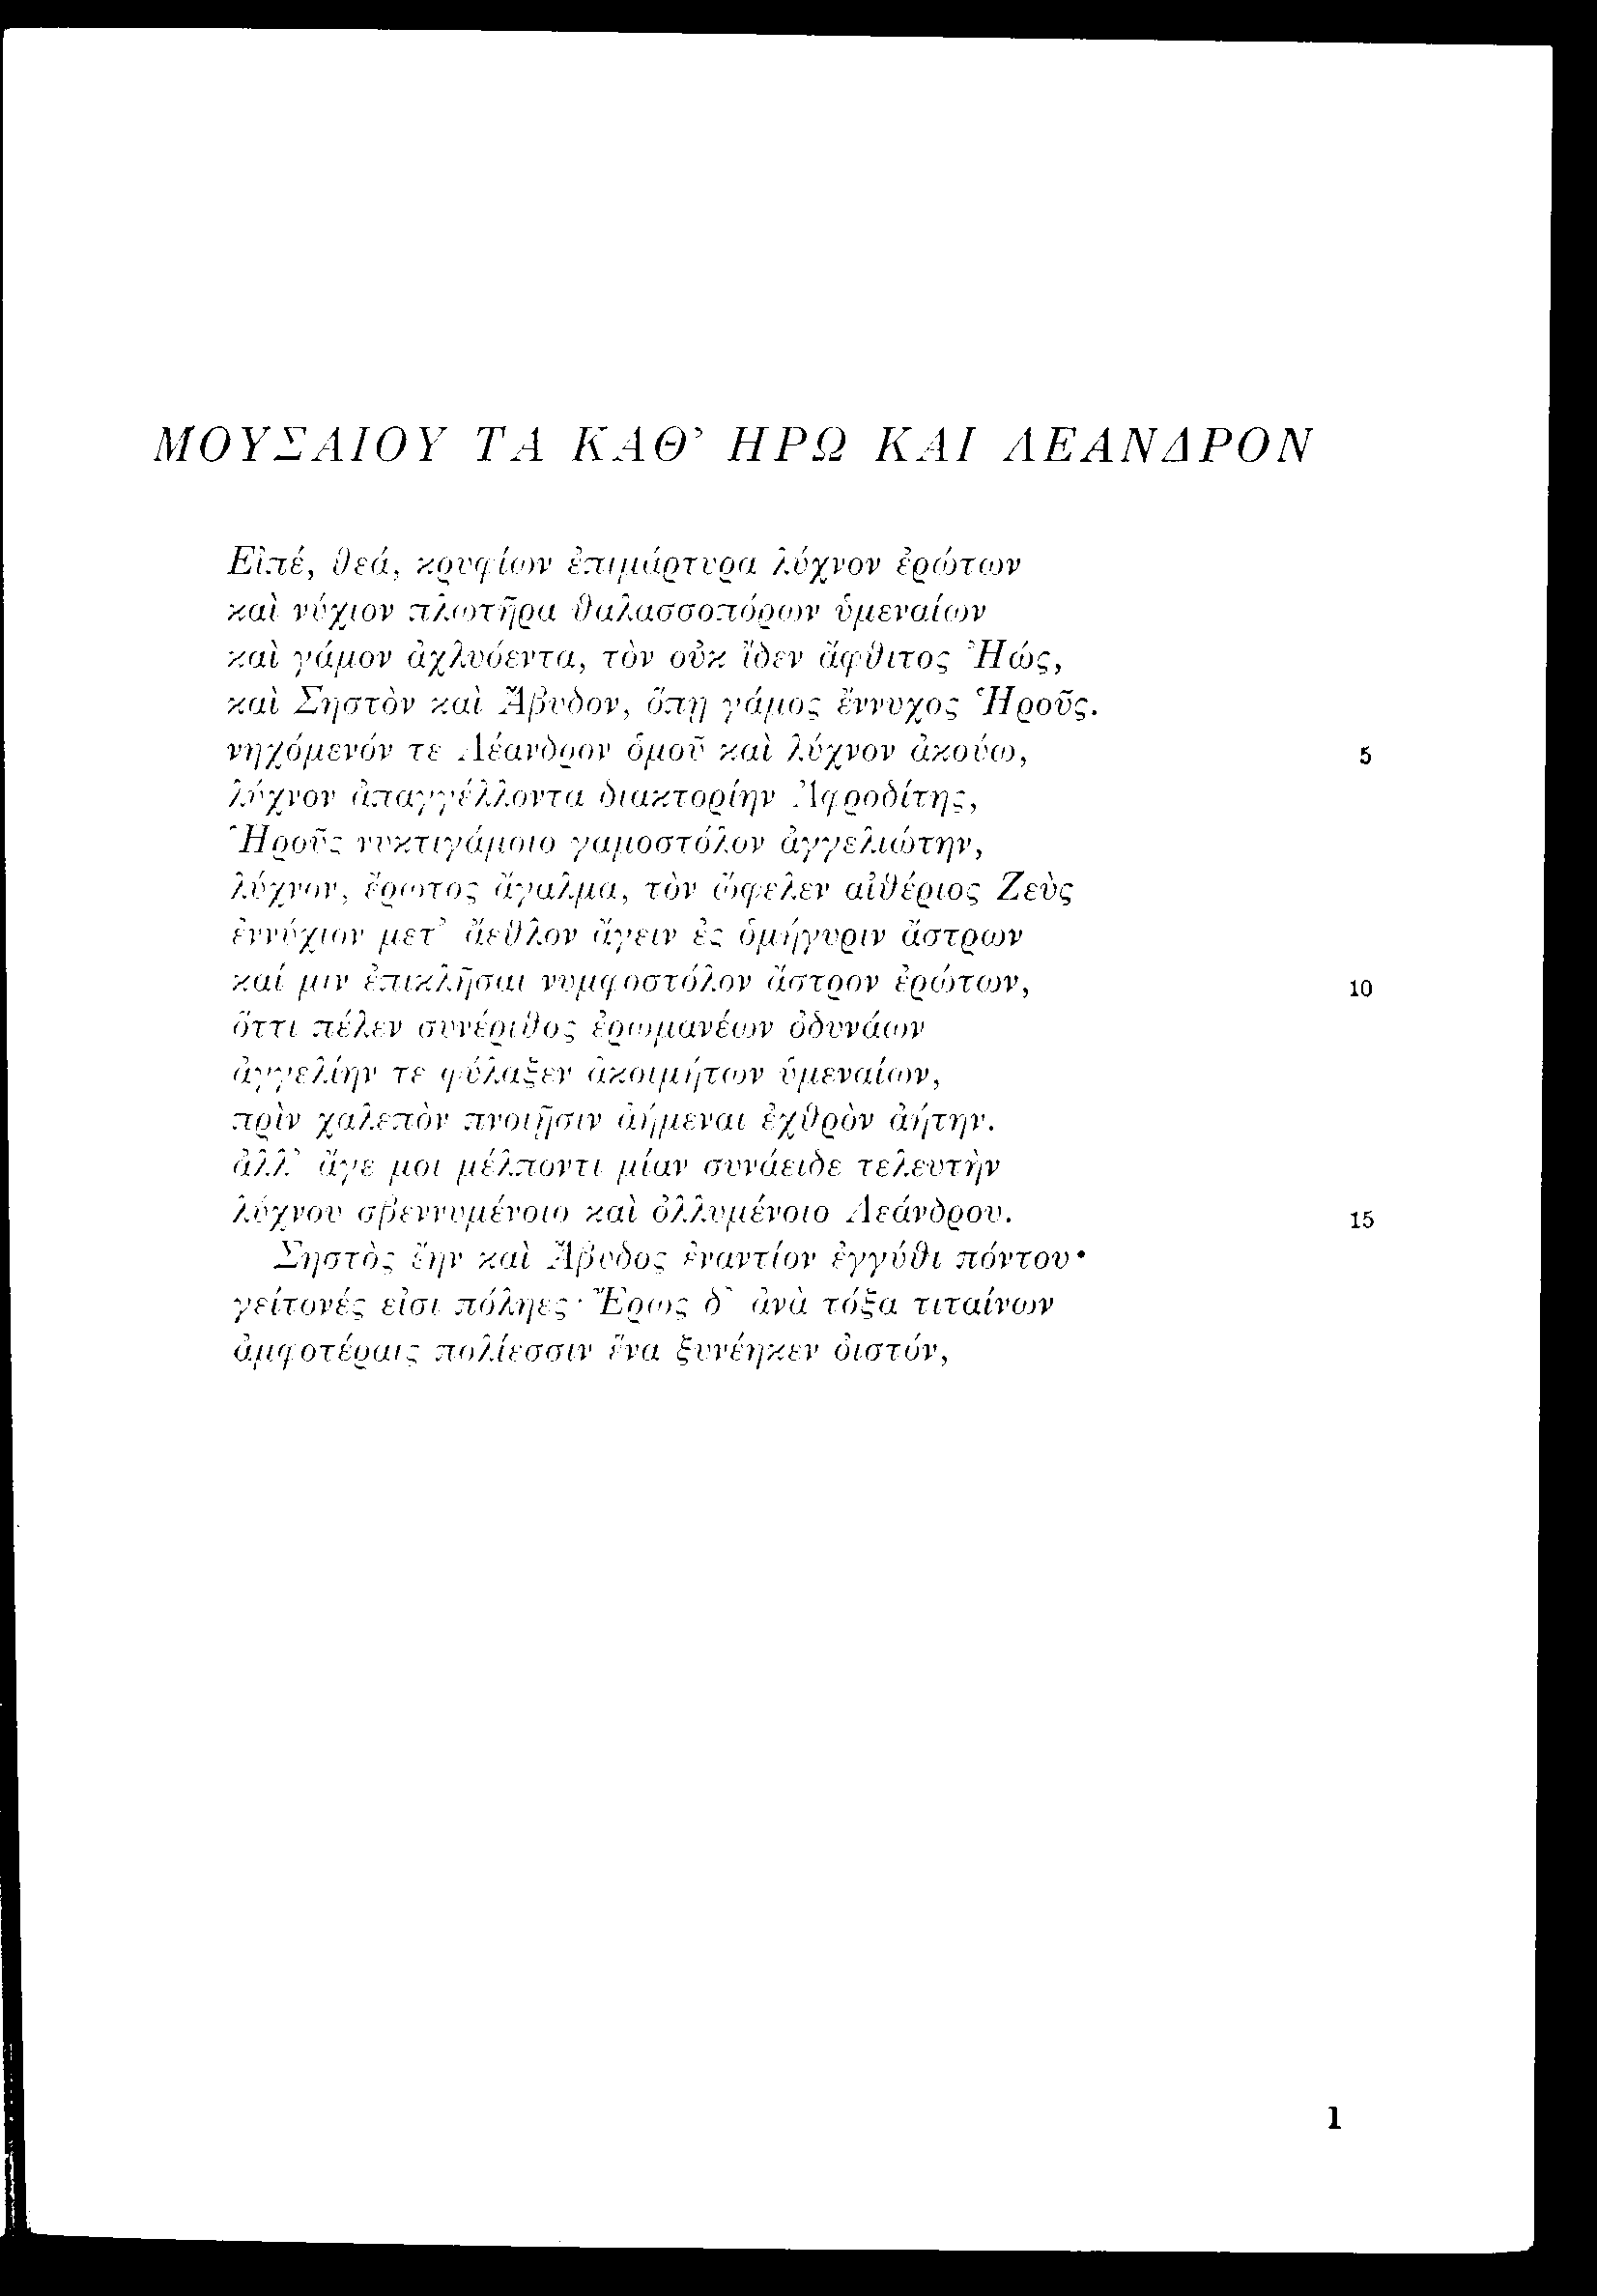 ΜΟΥΣΑΙΟΥ ΤΑ ΚΑΘ’ ΗΡΩ ΚΑΙ ΛΕΑΝΔΡΟΝ
Εἰπέ, θεά, κρυφίων ἐπιμάρτυρα λύχνον ἐρώτων
καὶ νύχιον πλωτῆρα θαλασσοπόρων ὑμεναίων
καὶ γάμον ἀχλυόεντα, τὸν οὐκ ἴδεν ἄφθιτος Ἠώς,
καὶ Σηστὸν καὶ Ἄβυδον, ὅπῃ γάμος ἔννυχος Ἡροῦς.
νηχόμενόν τε Λέανδρον ὁμοῦ καὶ λύχνον ἀκούω, 5
λύχνον ἀπαγγέλλοντα διακτορίην Ἀφροδίτης,
Ἡροῦς νυκτιγάμοιο γαμοστόλον ἀγγελιώτην,
λύχνον, ἔρωτος ἄγαλμα, τὸν ὤφελεν αἰθέριος Ζεὺς
ἐννύχιον μετ’ ἄεθλον ἄγειν ἐς ὁμήγυριν ἄστρων
καί μιν ἐπικλῆσαι νυμφοστόλον ἄστρον ἐρώτων, 10
ὅττι πέλεν συνέριθος ἐρωμανέων ὀδυνάων
ἀγγελίην τε φύλαξεν ἀκοιμήτων ὑμεναίων,
πρὶν χαλεπὸν πνοιῇσιν ἀήμεναι ἐχθρὸν ἀήτην.
ἀλλ’ ἄγε μοι μέλποντι μίαν συνάειδε τελευτὴν
λύχνου σβεννυμένοιο καὶ ὀλλυμένοιο Λεάνδρου. 15
Σηστὸς ἔην καὶ Ἄβυδος ἐναντίον ἐγγύθι πόντου·
γείτονές εἰσι πόληες· Ἔρως δ’ ἀνὰ τόξα τιταίνων
ἀμφοτέραις πολίεσσιν ἕνα ξυνέηκεν ὀιστόν,
1